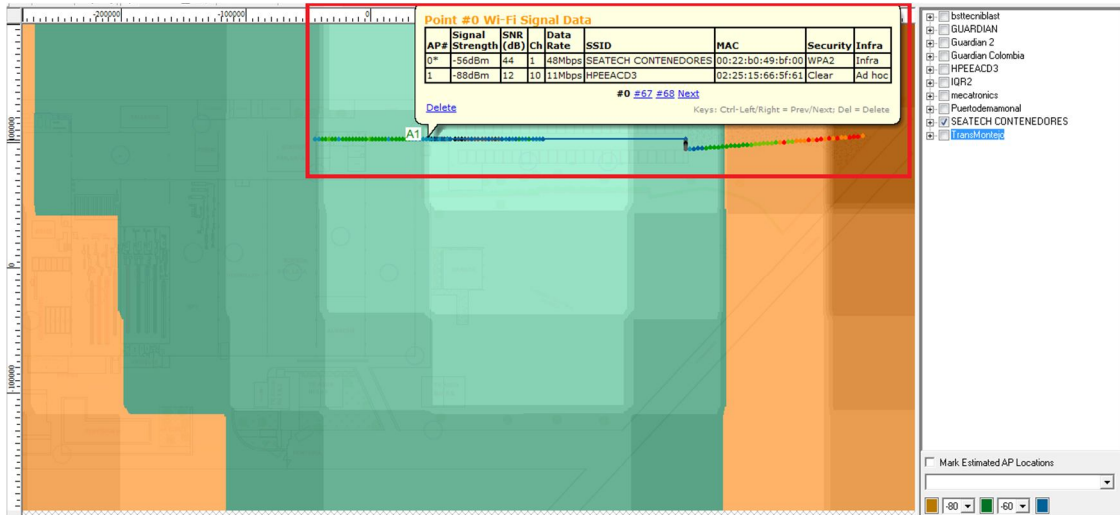 -200000 -100000 0
Point #0 Wi-Fi Signal Data
AP# Signal Strength SNR (dB) Ch Data Rate SSID MAC Security Infra
0* -56dBm 44 1 48Mbps SEATECH CONTENEDORES 00:22:b0:49:bf:00 WPA2 Infra
1 -88dBm 12 10 11Mbps HPEEACD3 02:25:15:66:5f:61 Clear Ad hoc
#0 #67 #68 Next
Delete
Keys: Ctrl-Left/Right = Prev/Next; Del = Delete
A1
100000
0
-100000
bsttecniblast
GUARDIAN
Guardian 2
Guardian Colombia
HPEEACD3
IQR2
mecatronics
Puertodemamonal
SEATECH CONTENEDORES
TransMontejo
Mark Estimated AP Locations
-80 -60